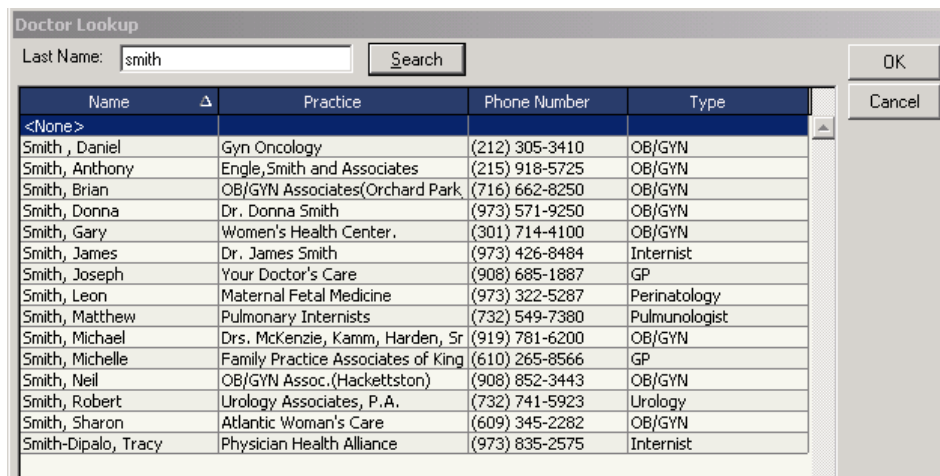 Doctor Lookup
Last Name: smith Search OK
Name Practice Phone Number Type Cancel
<None>
Smith , Daniel Gyn Oncology (212) 305-3410 OB/GYN
Smith, Anthony Engle,Smith and Associates (215) 918-5725 OB/GYN
Smith, Brian OB/GYN Associates(Orchard Park, (716) 662-8250 OB/GYN
Smith, Donna Dr. Donna Smith (973) 571-9250 OB/GYN
Smith, Gary Women's Health Center. (301) 714-4100 OB/GYN
Smith, James Dr. James Smith (973) 426-8484 Internist
Smith, Joseph Your Doctor's Care (908) 685-1887 GP
Smith, Leon Maternal Fetal Medicine (973) 322-5287 Perinatology
Smith, Matthew Pulmonary Internists (732) 549-7380 Pulmunologist
Smith, Michael Drs. McKenzie, Kamm, Harden, Sr (919) 781-6200 OB/GYN
Smith, Michelle Family Practice Associates of King (610) 265-8566 GP
Smith, Neil OB/GYN Assoc.(Hackettston) (908) 852-3443 OB/GYN
Smith, Robert Urology Associates, P.A. (732) 741-5923 Urology
Smith, Sharon Atlantic Woman's Care (609) 345-2282 OB/GYN
Smith-Dipalo, Tracy Physician Health Alliance (973) 835-2575 Internist